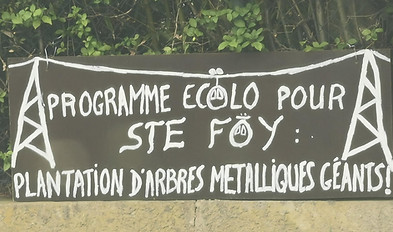 PROGRAMME ECOLO POUR
STE FOY :
PLANTATION D'ARBRES METALLIQUES GÉANTS!